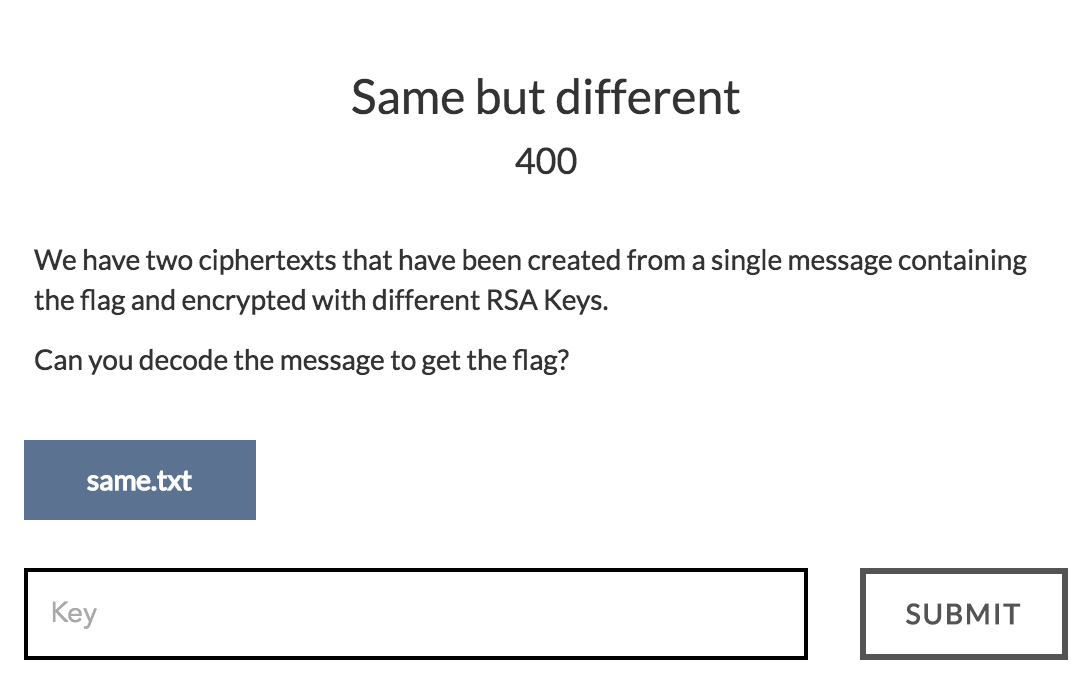 Same but different
400
We have two ciphertexts that have been created from a single message containing
the flag and encrypted with different RSA Keys.
Can you decode the message to get the flag?
same.txt
Key
SUBMIT